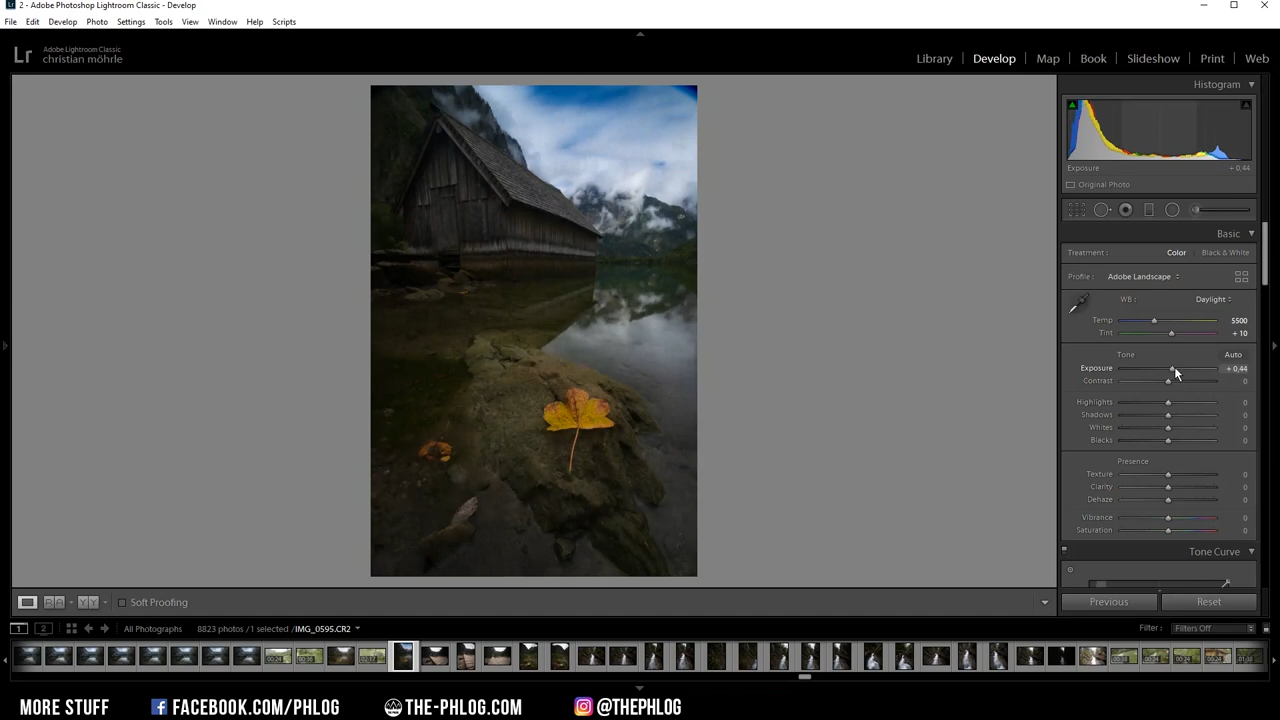 2 - Adobe Photoshop Lightroom Classic - Develop
File Edit Develop Photo Settings Tools View Window Help Scripts
Lr Adobe Lightroom Classic
christian möhrle
Library | Develop | Map | Book | Slideshow | Print | Web
Histogram
Exposure + 0,44
Original Photo
Basic
Treatment : Color Black & White
Profile : Adobe Landscape
WB : Daylight
Temp 5500
Tint + 10
Tone Auto
Exposure + 0,44
Contrast 0
Highlights 0
Shadows 0
Whites 0
Blacks 0
Presence
Texture 0
Clarity 0
Dehaze 0
Vibrance 0
Saturation 0
Tone Curve
Soft Proofing
Previous Reset
1 2 All Photographs 8823 photos / 1 selected / IMG_0595.CR2 Filter : Filters Off
MORE STUFF FACEBOOK.COM/PHLOG THE-PHLOG.COM @THEPHLOG